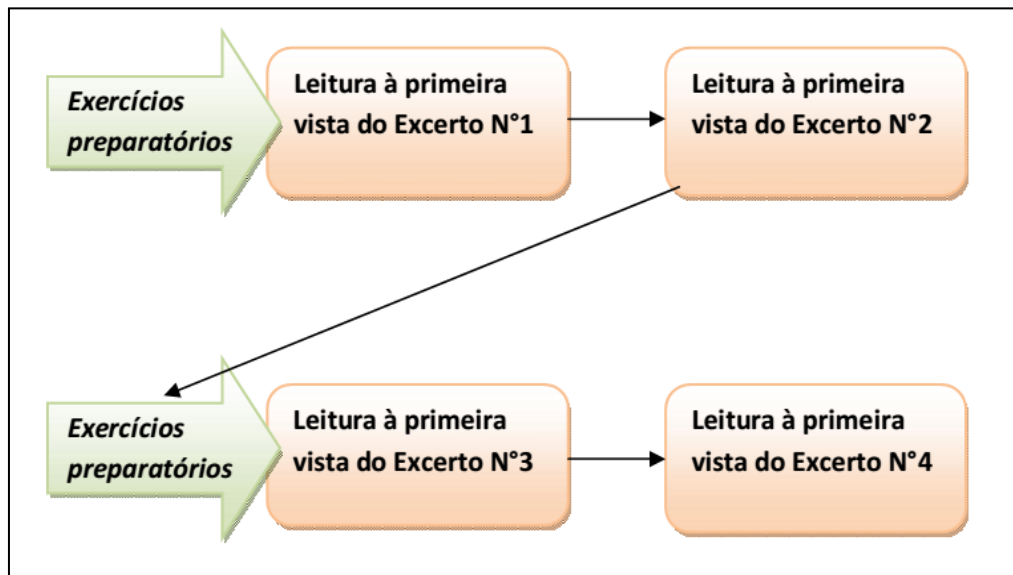 Exercícios
preparatórios
Leitura à primeira
vista do Excerto N°1
Leitura à primeira
vista do Excerto N°2
Exercícios
preparatórios
Leitura à primeira
vista do Excerto N°3
Leitura à primeira
vista do Excerto N°4